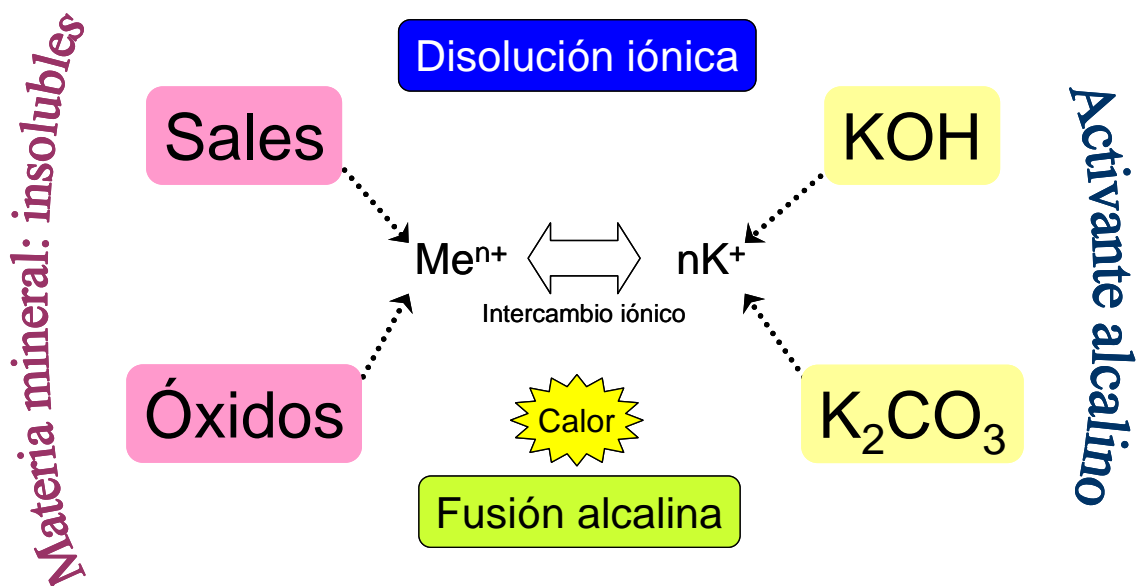 Materia mineral: insolubles
Disolución iónica
Sales
KOH
Meⁿ⁺
nK⁺
Intercambio iónico
Óxidos
Calor
K₂CO₃
Fusión alcalina
Activante alcalino